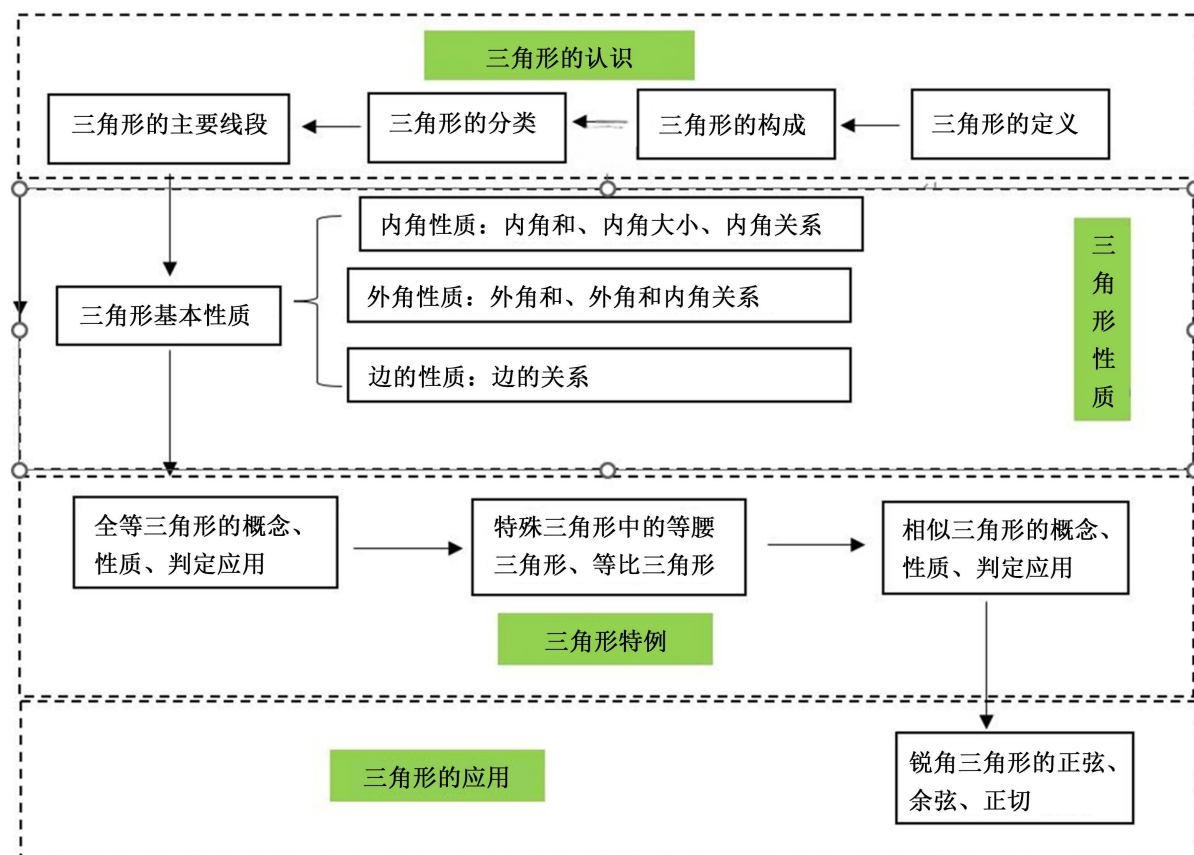 三角形的认识
三角形的主要线段
三角形的分类
三角形的构成
三角形的定义
内角性质：内角和、内角大小、内角关系
三角形基本性质
外角性质：外角和、外角和内角关系
边的性质：边的关系
三
角
形
性
质
全等三角形的概念、
性质、判定应用
特殊三角形中的等腰
三角形、等比三角形
相似三角形的概念、
性质、判定应用
三角形特例
三角形的应用
锐角三角形的正弦、
余弦、正切